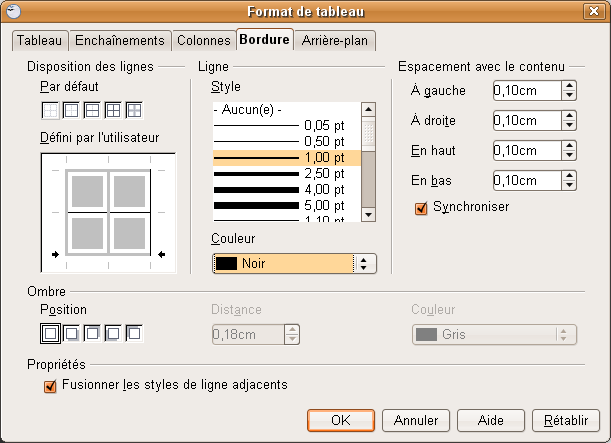 Format de tableau
Tableau Enchaînements Colonnes Bordure Arrière-plan
Disposition des lignes
Par défaut
Défini par l'utilisateur
Ligne
Style
- Aucun(e) -
0,05 pt
0,50 pt
1,00 pt
2,50 pt
4,00 pt
5,00 pt
1,10 pt
Couleur
Noir
Espacement avec le contenu
À gauche 0,10cm
À droite 0,10cm
En haut 0,10cm
En bas 0,10cm
Synchroniser
Ombre
Position
Distance
0,18cm
Couleur
Gris
Propriétés
Fusionner les styles de ligne adjacents
OK Annuler Aide Rétablir